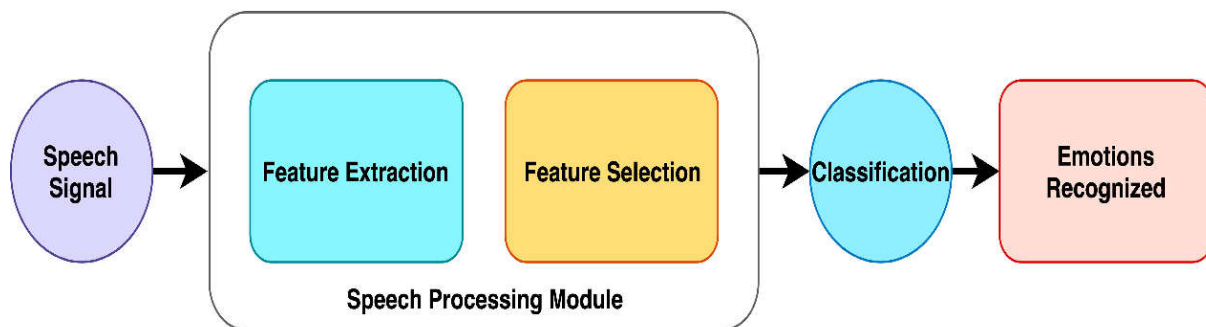 Speech
Signal
Feature Extraction
Feature Selection
Speech Processing Module
Classification
Emotions
Recognized